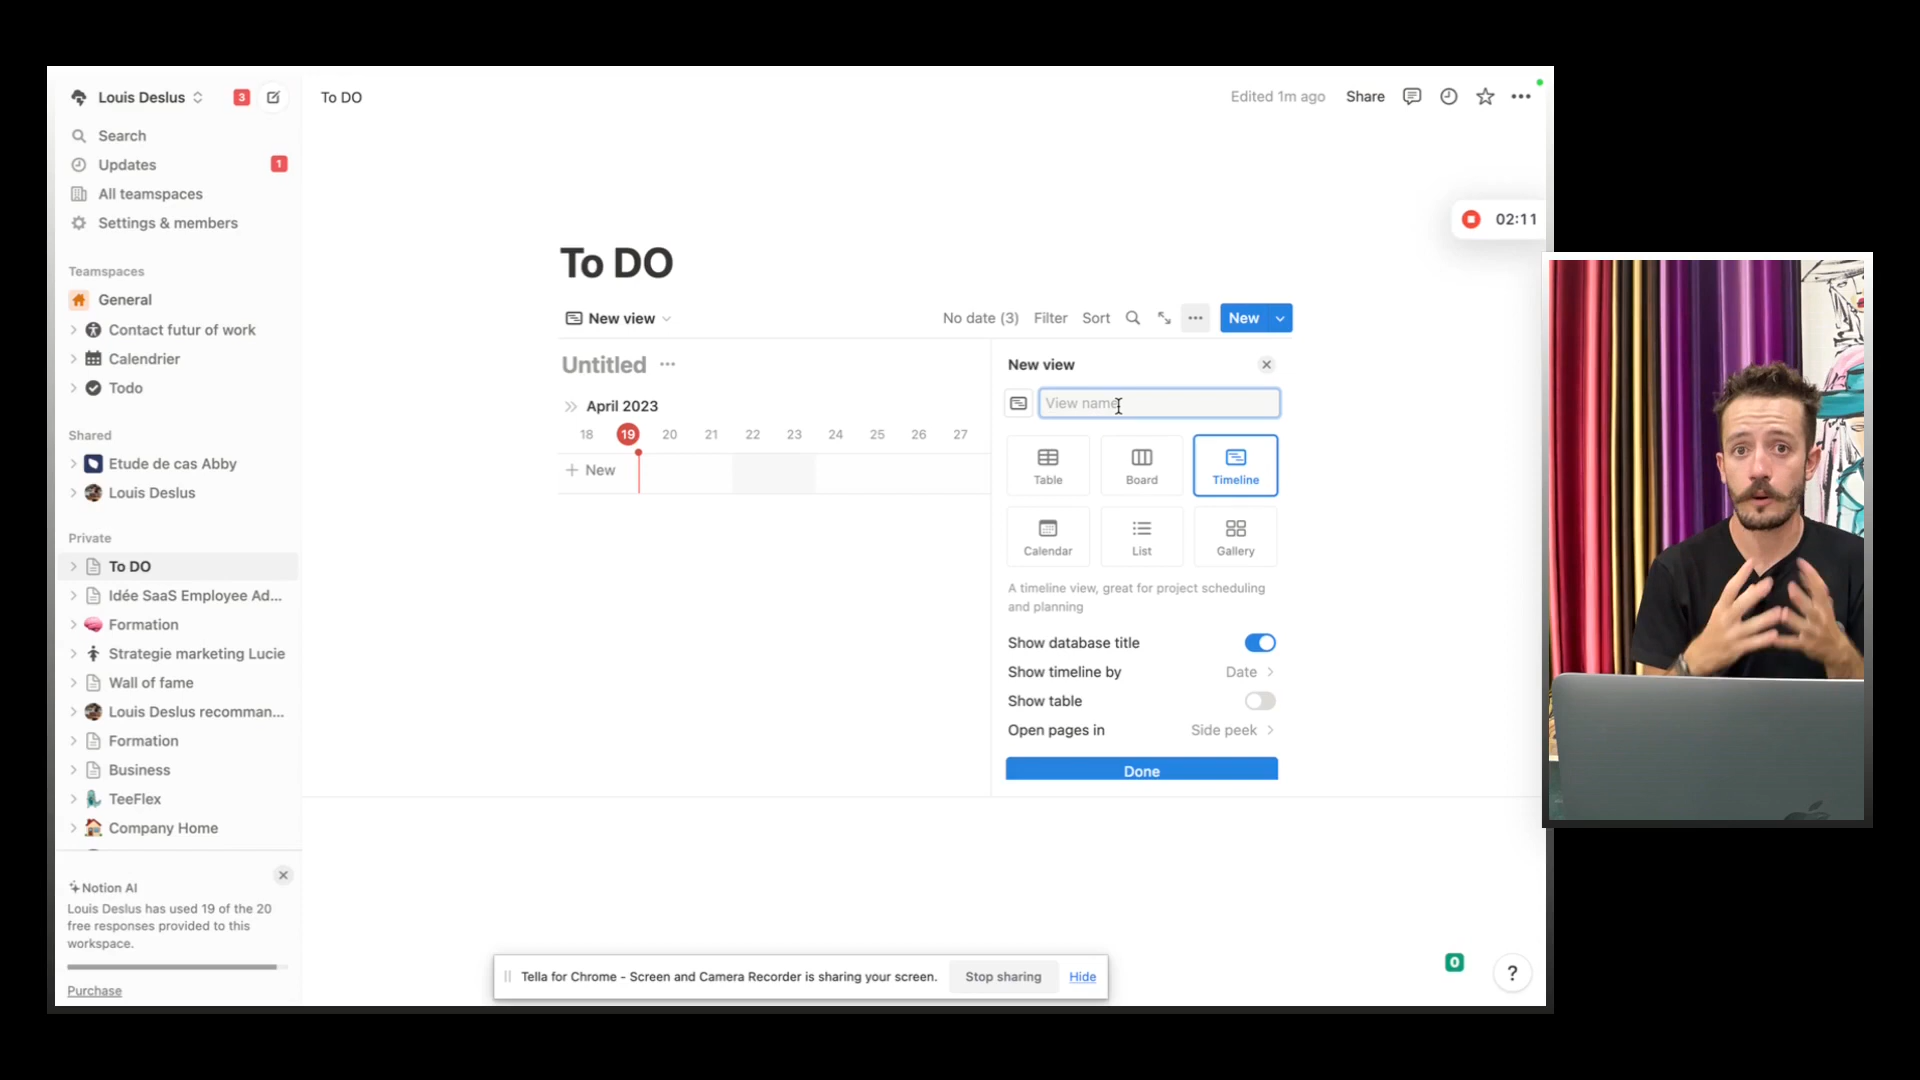 Louis Deslus
3
To DO
Edited 1m ago
Share
Search
Updates
1
All teamspaces
Settings & members
02:11
Teamspaces
General
Contact futur of work
Calendrier
Todo
Shared
Etude de cas Abby
Louis Deslus
Private
To DO
Idée SaaS Employee Ad...
Formation
Strategie marketing Lucie
Wall of fame
Louis Deslus recomman...
Formation
Business
TeeFlex
Company Home
Notion AI
Louis Deslus has used 19 of the 20
free responses provided to this
workspace.
Purchase
To DO
New view
No date (3)
Filter
Sort
New
Untitled
April 2023
18 19 20 21 22 23 24 25 26 27
+ New
New view
View name
Table
Board
Timeline
Calendar
List
Gallery
A timeline view, great for project scheduling
and planning
Show database title
Show timeline by
Date
Show table
Open pages in
Side peek
Done
Tella for Chrome - Screen and Camera Recorder is sharing your screen.
Stop sharing
Hide
0
?